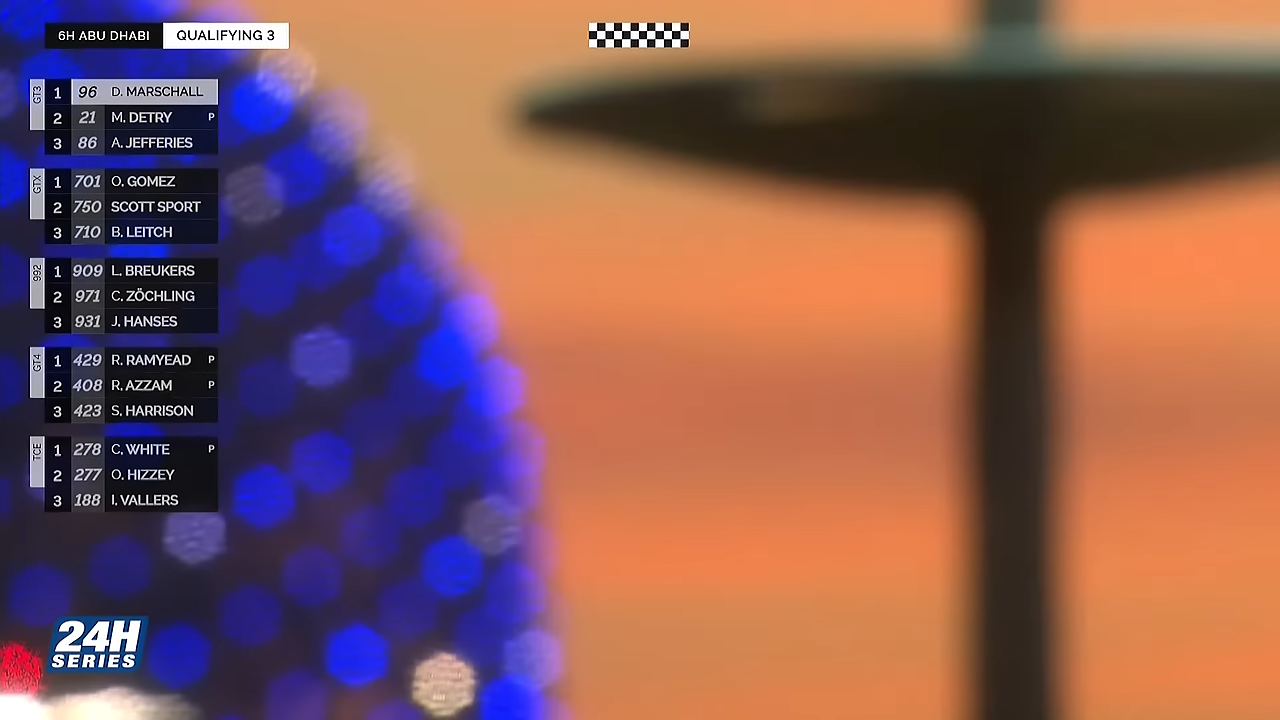 6H ABU DHABI QUALIFYING 3
GT3
1 96 D. MARSCHALL
2 21 M. DETRY P
3 86 A. JEFFERIES
GTX
1 701 O. GOMEZ
2 750 SCOTT SPORT
3 710 B. LEITCH
992
1 909 L. BREUKERS
2 971 C. ZÖCHLING
3 931 J. HANSES
GT4
1 429 R. RAMYEAD P
2 408 R. AZZAM P
3 423 S. HARRISON
TCE
1 278 C. WHITE P
2 277 O. HIZZEY
3 188 I. VALLERS
24H
SERIES